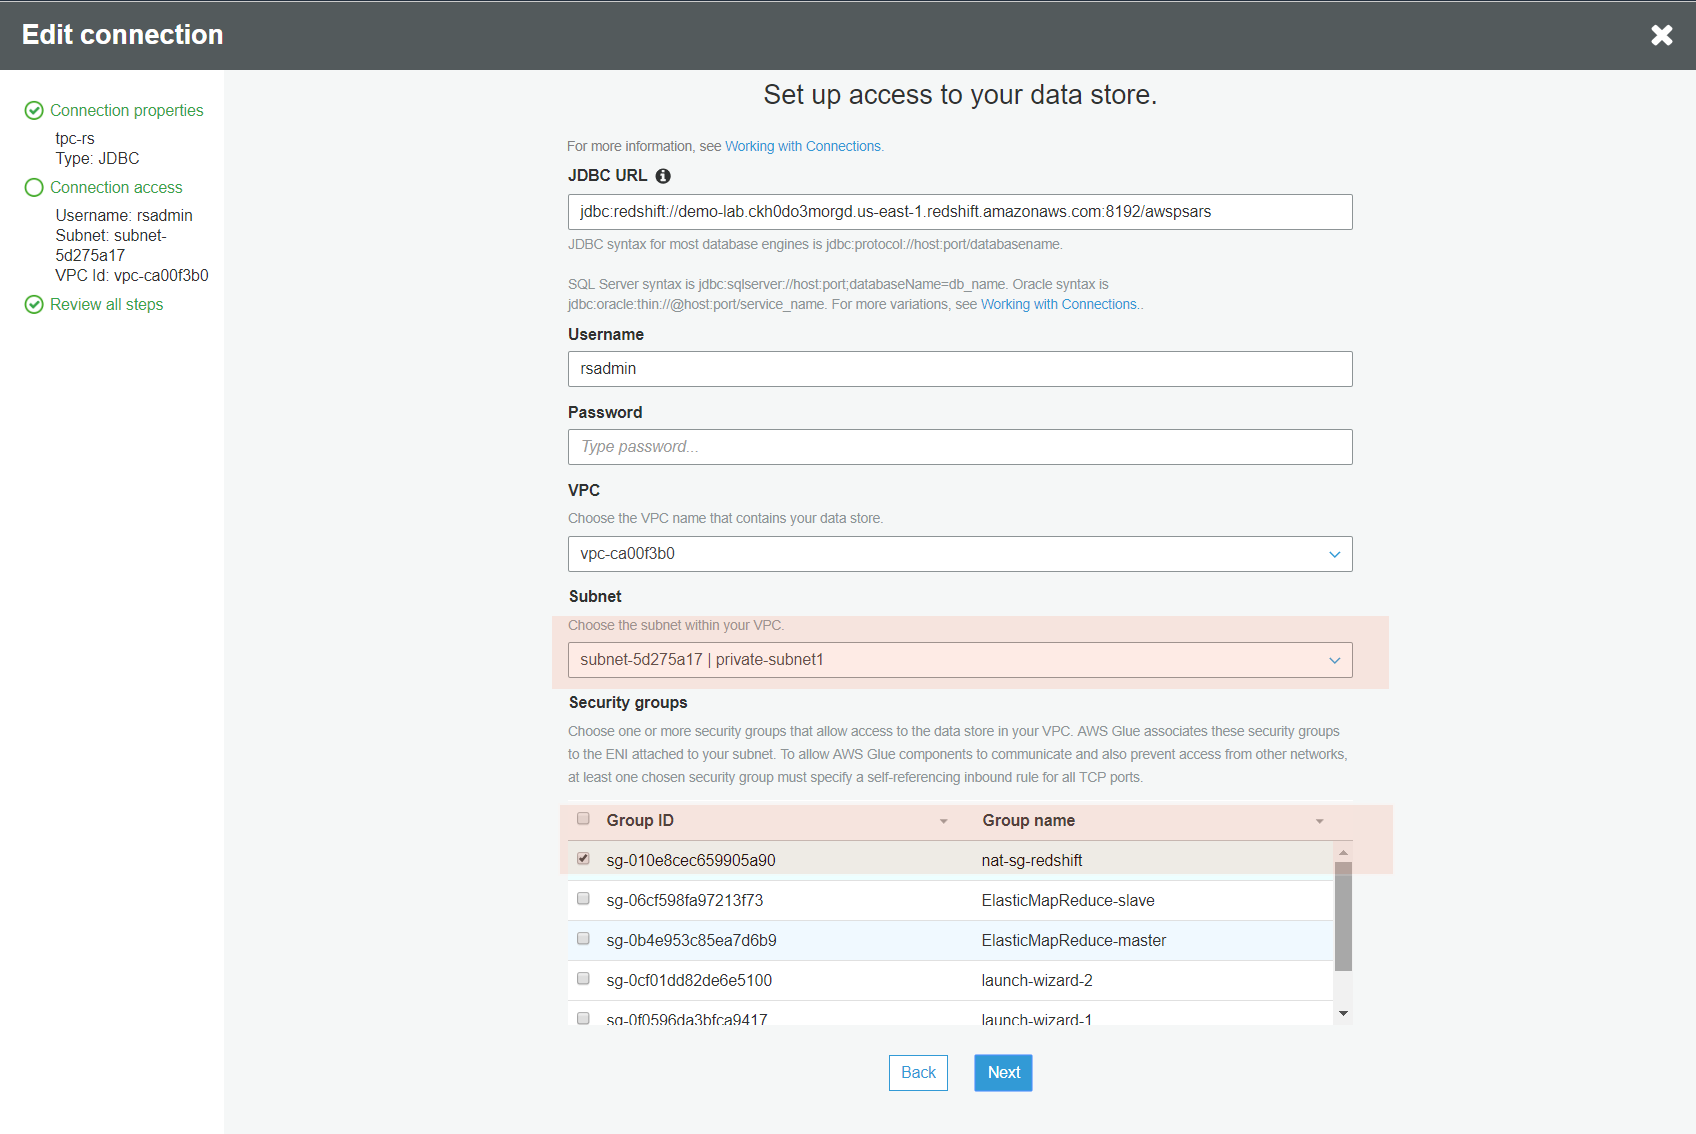 Edit connection
Connection properties
tpc-rs
Type: JDBC
Connection access
Username: rsadmin
Subnet: subnet-
5d275a17
VPC Id: vpc-ca00f3b0
Review all steps
Set up access to your data store.
For more information, see Working with Connections.
JDBC URL
jdbc:redshift://demo-lab.ckh0do3morgd.us-east-1.redshift.amazonaws.com:8192/awspsars
JDBC syntax for most database engines is jdbc:protocol://host:port/databasename.
SQL Server syntax is jdbc:sqlserver://host:port;databaseName=db_name. Oracle syntax is
jdbc:oracle:thin://@host:port/service_name. For more variations, see Working with Connections..
Username
rsadmin
Password
Type password...
VPC
Choose the VPC name that contains your data store.
vpc-ca00f3b0
Subnet
Choose the subnet within your VPC.
subnet-5d275a17 | private-subnet1
Security groups
Choose one or more security groups that allow access to the data store in your VPC. AWS Glue associates these security groups
to the ENI attached to your subnet. To allow AWS Glue components to communicate and also prevent access from other networks,
at least one chosen security group must specify a self-referencing inbound rule for all TCP ports.
Group ID Group name
sg-010e8cec659905a90 nat-sg-redshift
sg-06cf598fa97213f73 ElasticMapReduce-slave
sg-0b4e953c85ea7d6b9 ElasticMapReduce-master
sg-0cf01dd82de6e5100 launch-wizard-2
sg-0f0596da3bfca9417 launch-wizard-1
Back Next